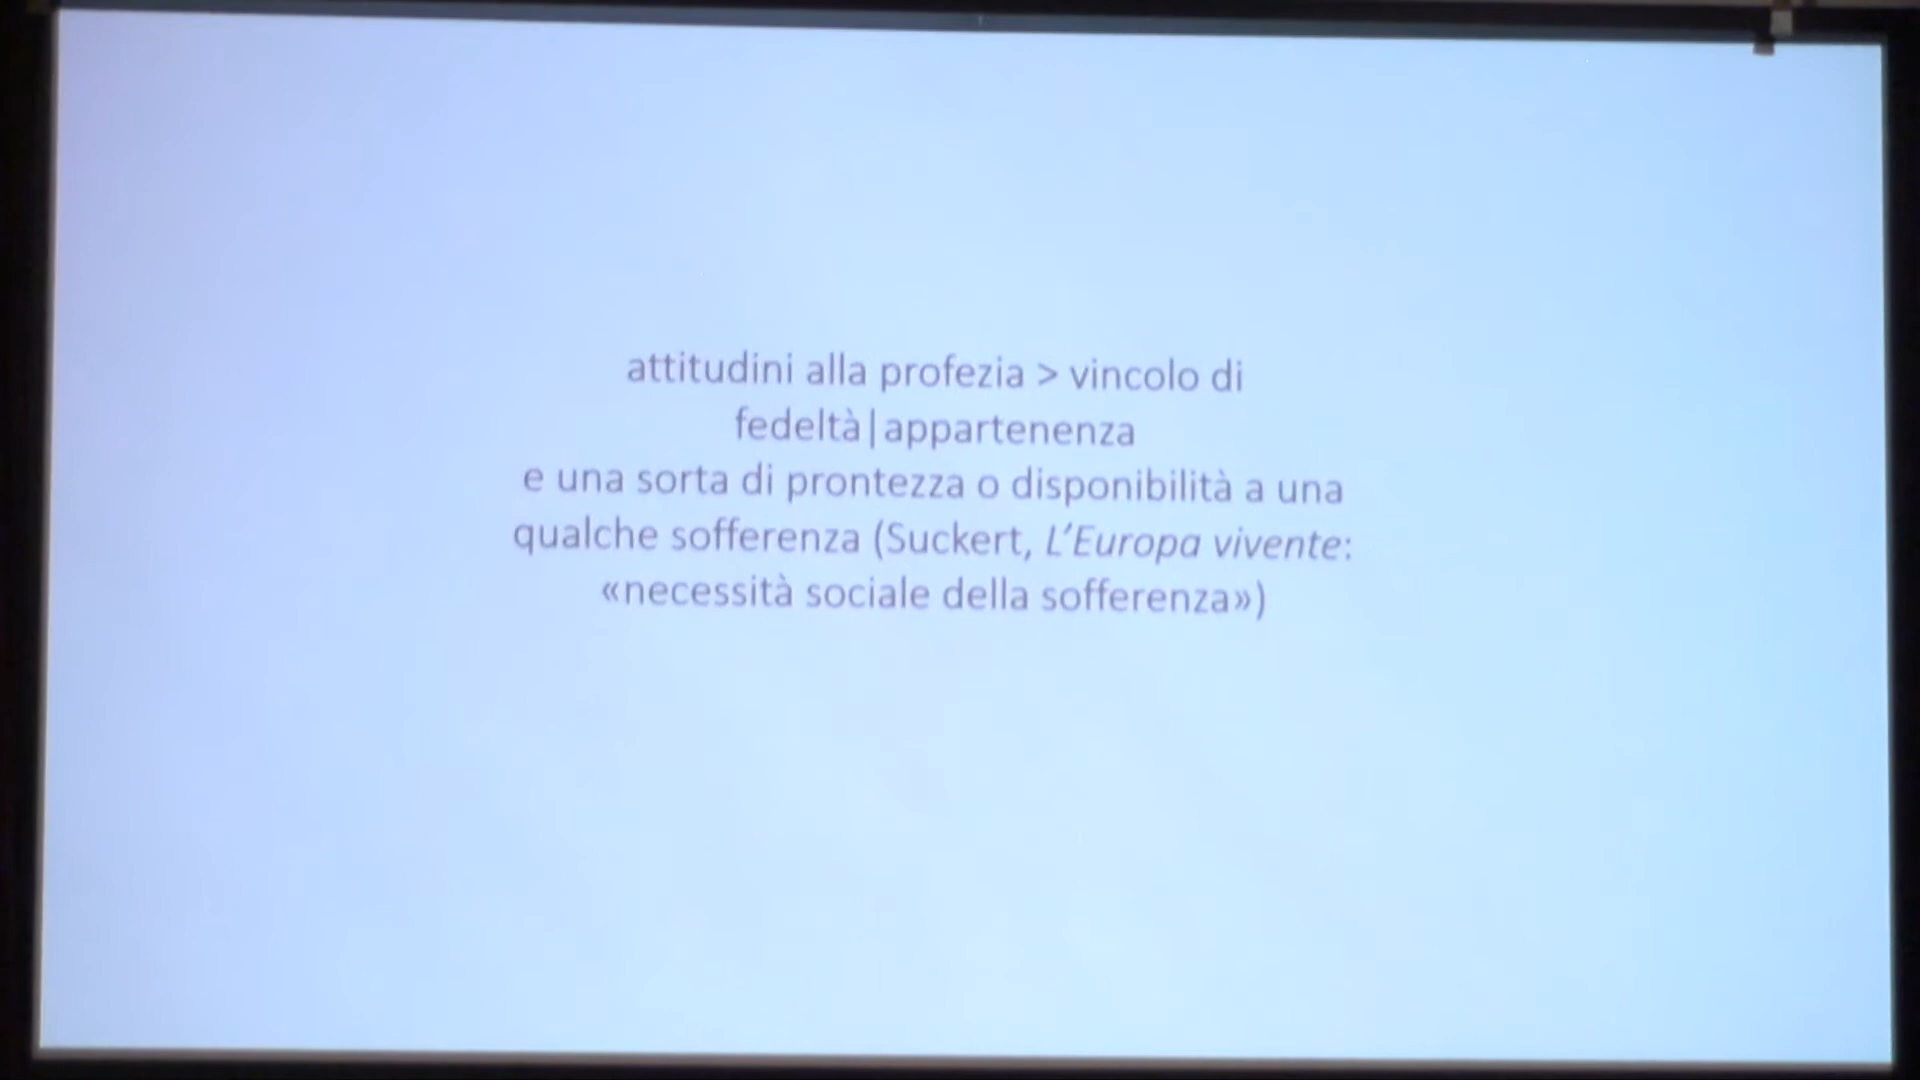 attitudini alla profezia > vincolo di
fedeltà|appartenenza
e una sorta di prontezza o disponibilità a una
qualche sofferenza (Suckert, L’Europa vivente:
«necessità sociale della sofferenza»)